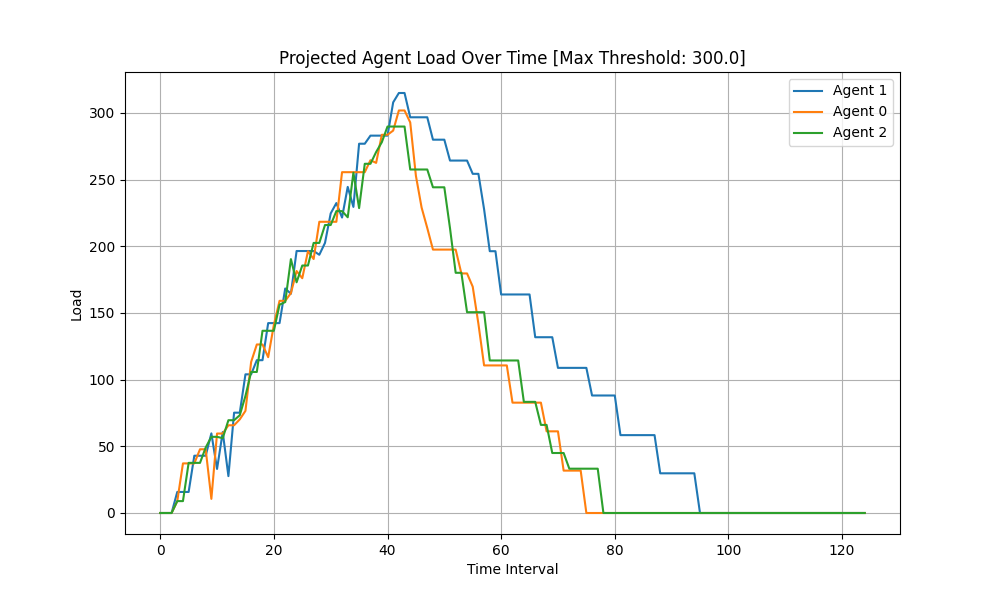 Projected Agent Load Over Time [Max Threshold: 300.0]
Agent 1
Agent 0
Agent 2
Load
300
250
200
150
100
50
0
0 20 40 60 80 100 120
Time Interval